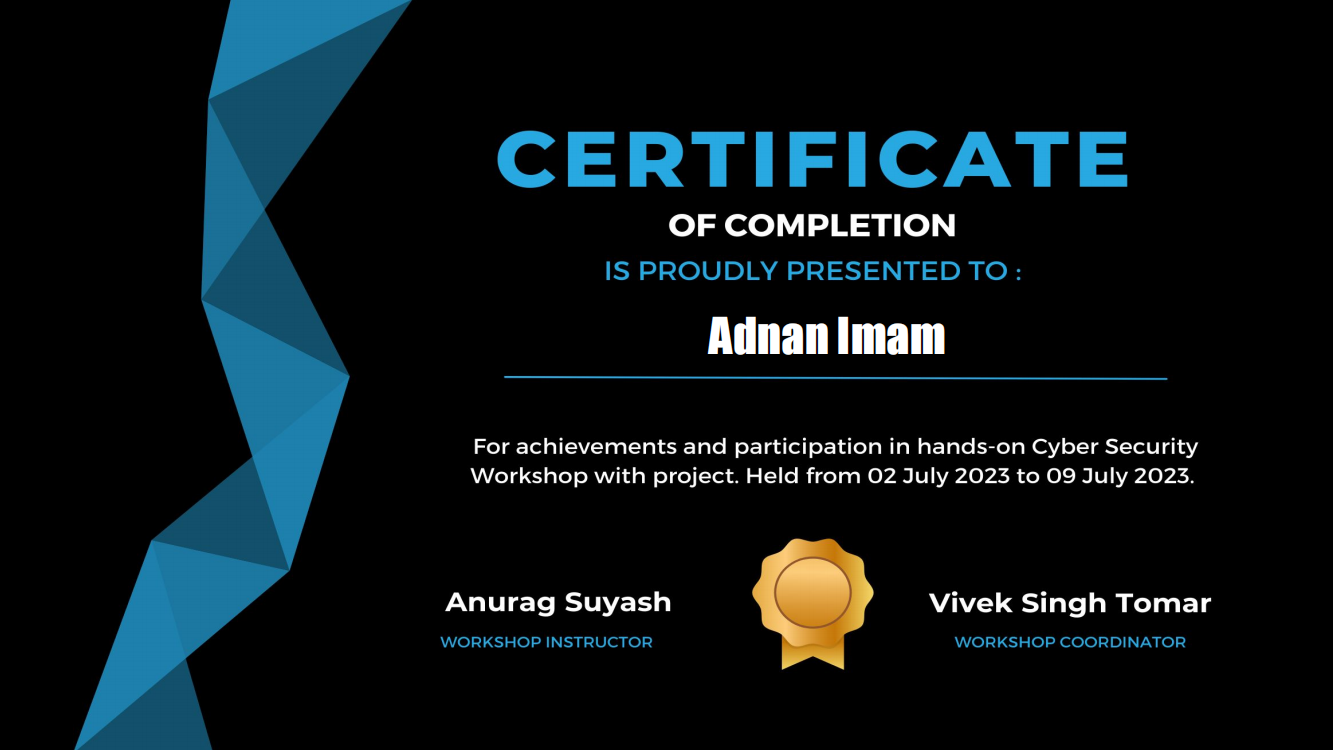 CERTIFICATE
OF COMPLETION
IS PROUDLY PRESENTED TO :
Adnan Imam
For achievements and participation in hands-on Cyber Security
Workshop with project. Held from 02 July 2023 to 09 July 2023.
Anurag Suyash
WORKSHOP INSTRUCTOR
Vivek Singh Tomar
WORKSHOP COORDINATOR